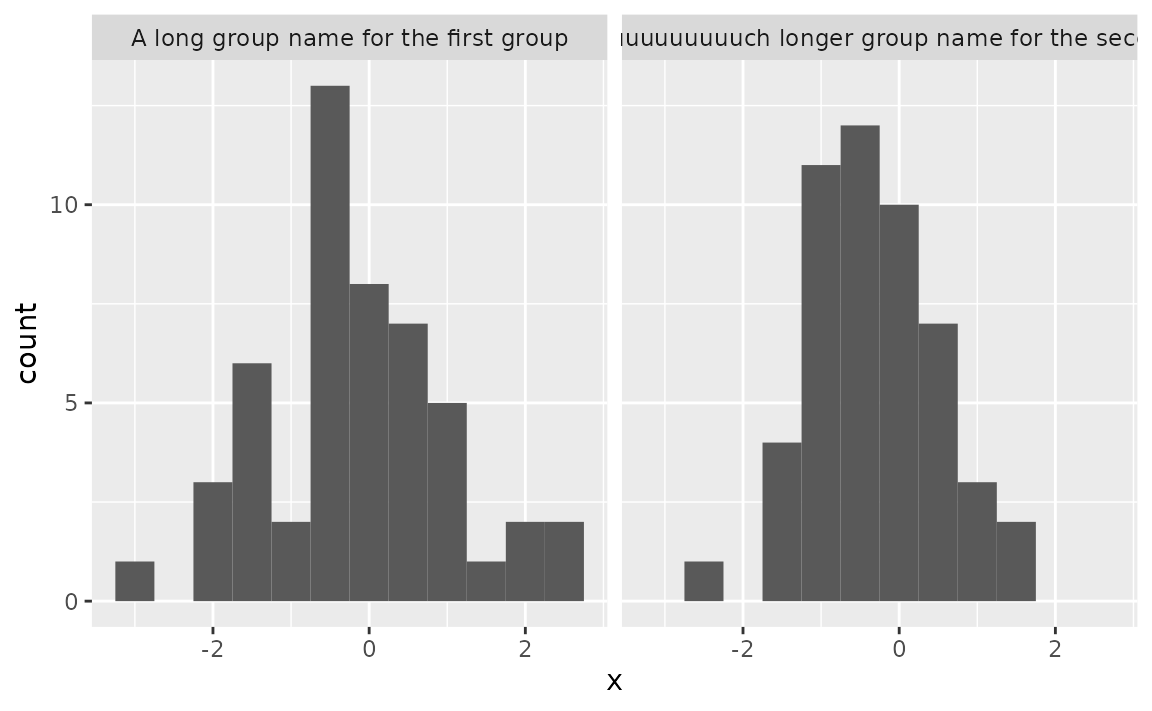 A long group name for the first group
uuuuuuuuch longer group name for the sec
10
5
0
count
-2 0 2
-2 0 2
x